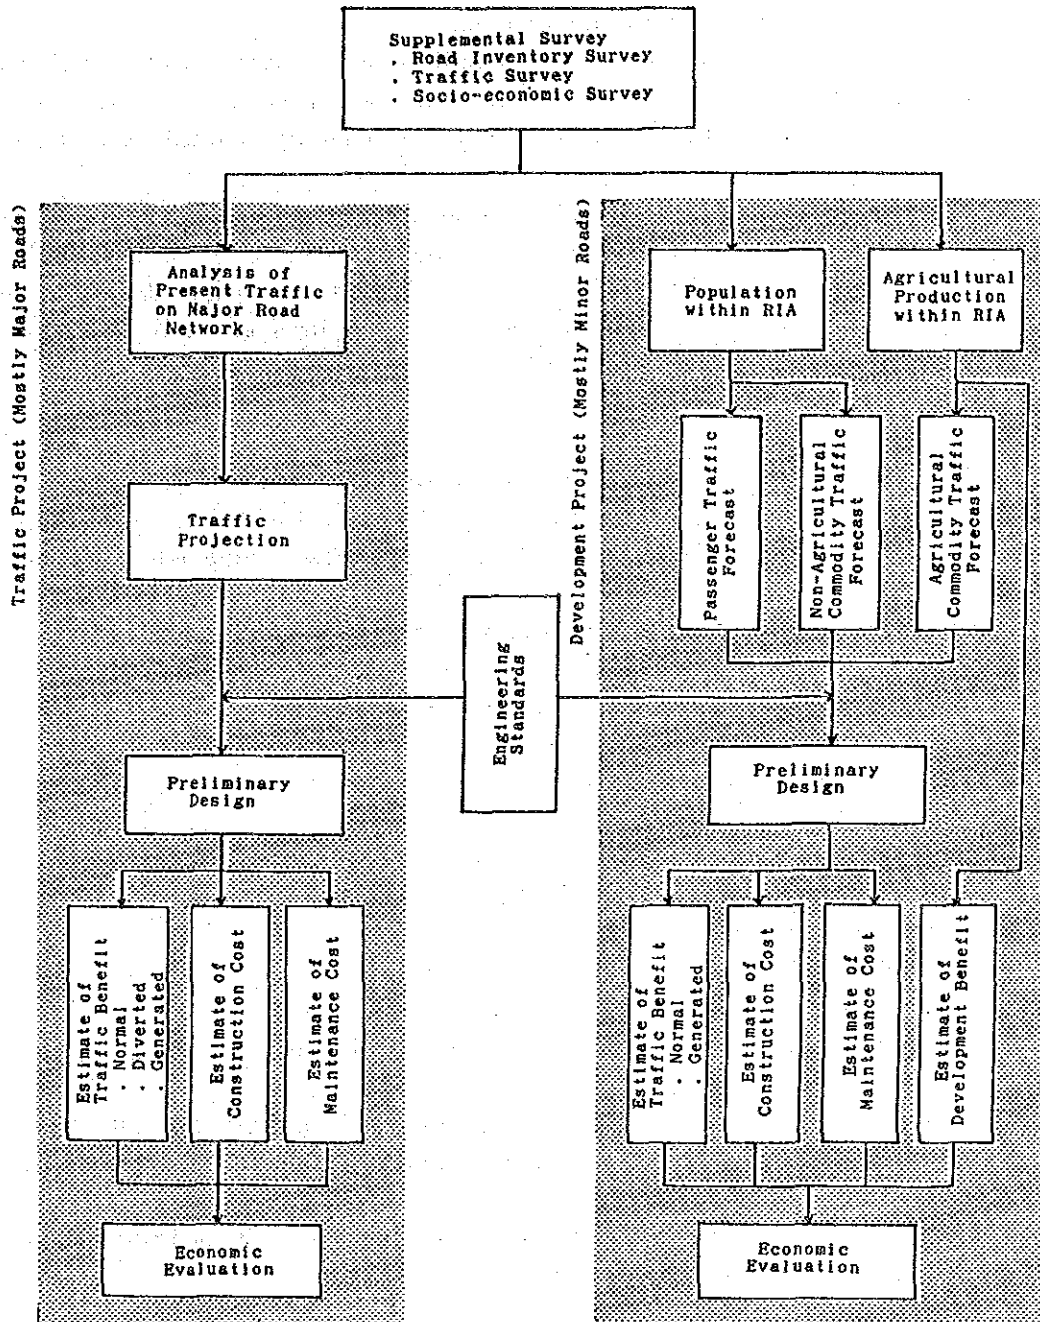 Supplemental Survey
. Road Inventory Survey
. Traffic Survey
. Socio-economic Survey
Traffic Project (Mostly Major Roads)
Analysis of
Present Traffic
on Major Road
Network
Traffic
Projection
Preliminary
Design
Estimate of
Traffic Benefit
. Normal
. Diverted
. Generated
Estimate of
Construction Cost
Estimate of
Maintenance Cost
Economic
Evaluation
Engineering
Standards
Development Project (Mostly Minor Roads)
Population
within RIA
Agricultural
Production
within RIA
Passenger Traffic
Forecast
Non-Agricultural
Commodity Traffic
Forecast
Agricultural
Commodity Traffic
Forecast
Preliminary
Design
Estimate of
Traffic Benefit
. Normal
. Generated
Estimate of
Construction Cost
Estimate of
Maintenance Cost
Estimate of
Development Benefit
Economic
Evaluation